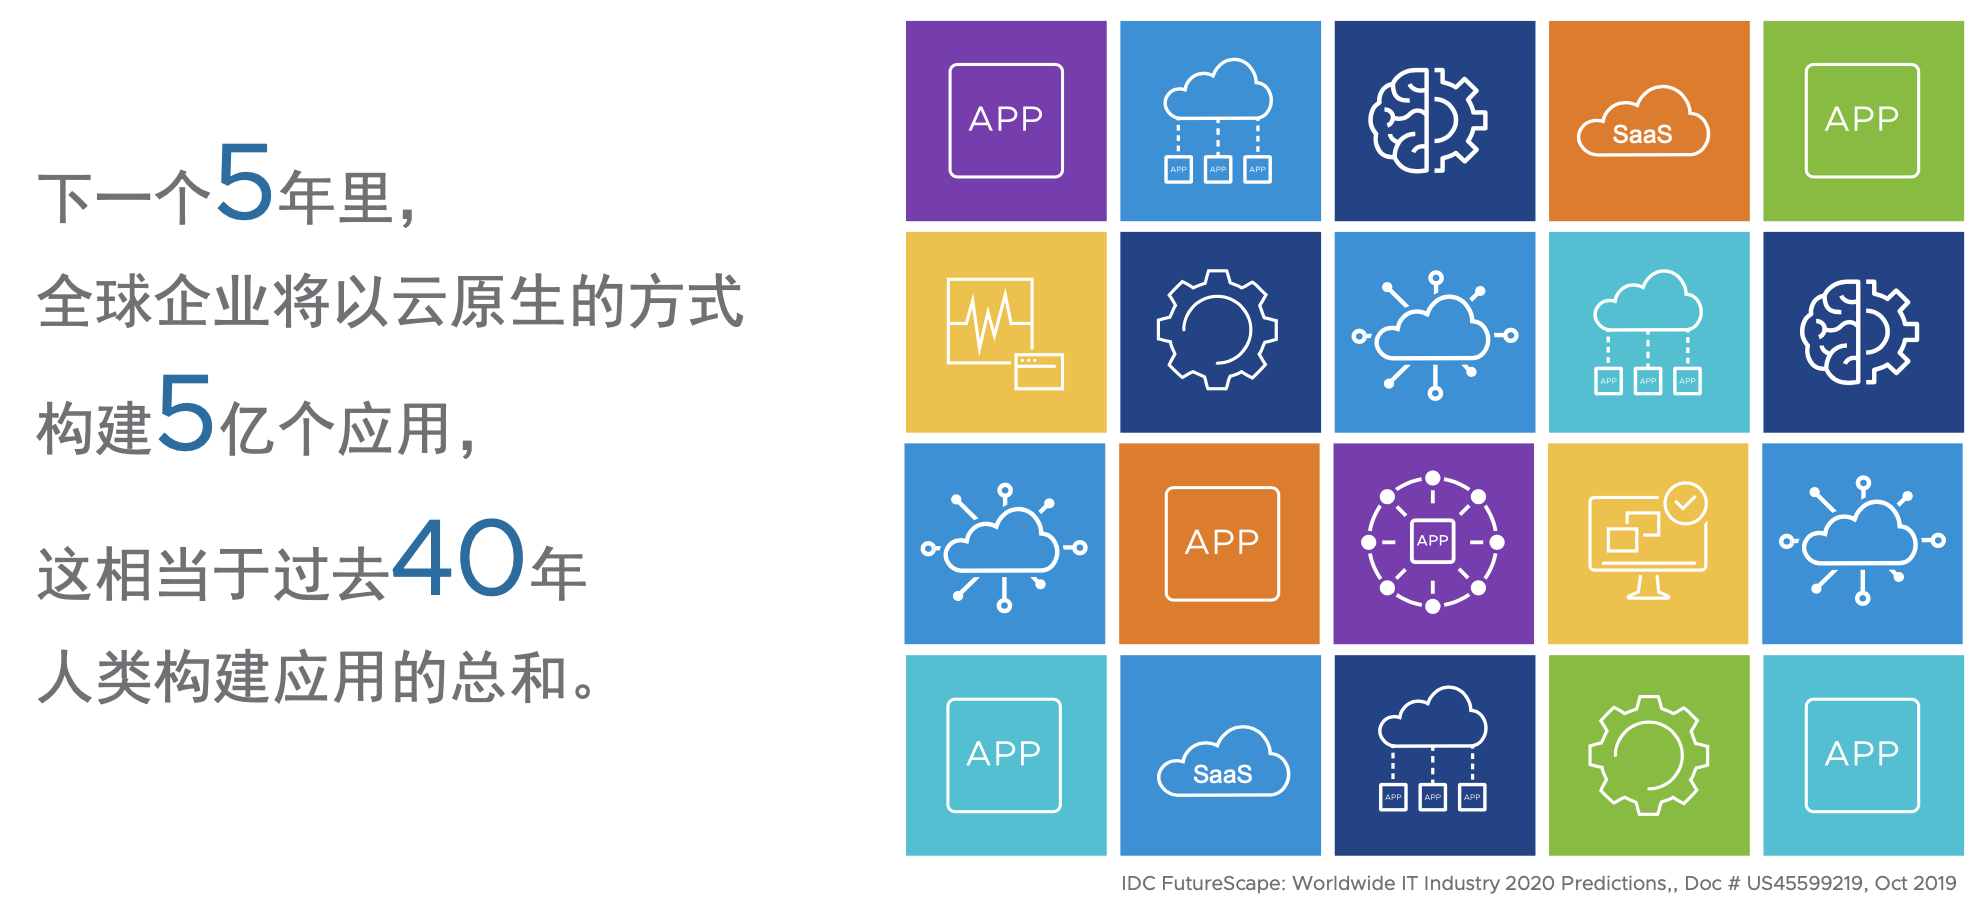 下一个5年里,
全球企业将以云原生的方式
构建5亿个应用,
这相当于过去40年
人类构建应用的总和。
APP
APP APP APP
SaaS
APP
APP APP APP
APP
APP
APP
SaaS
APP APP APP
APP
IDC FutureScape: Worldwide IT Industry 2020 Predictions,, Doc # US45599219, Oct 2019